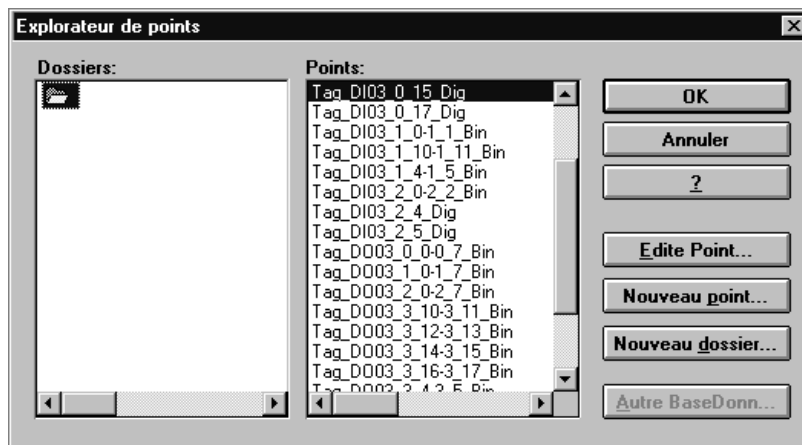 Explorateur de points
Dossiers:
Points:
Tag_DI03_0_15_Dig
Tag_DI03_0_17_Dig
Tag_DI03_1_0-1_1_Bin
Tag_DI03_1_10-1_11_Bin
Tag_DI03_1_4-1_5_Bin
Tag_DI03_2_0-2_2_Bin
Tag_DI03_2_4_Dig
Tag_DI03_2_5_Dig
Tag_DO03_0_0-0_7_Bin
Tag_DO03_1_0-1_7_Bin
Tag_DO03_2_0-2_7_Bin
Tag_DO03_3_10-3_11_Bin
Tag_DO03_3_12-3_13_Bin
Tag_DO03_3_14-3_15_Bin
Tag_DO03_3_16-3_17_Bin
Tag_DO03_3_4-3_5_Bin
OK
Annuler
?
Edite Point...
Nouveau point...
Nouveau dossier...
Autre BaseDonn...